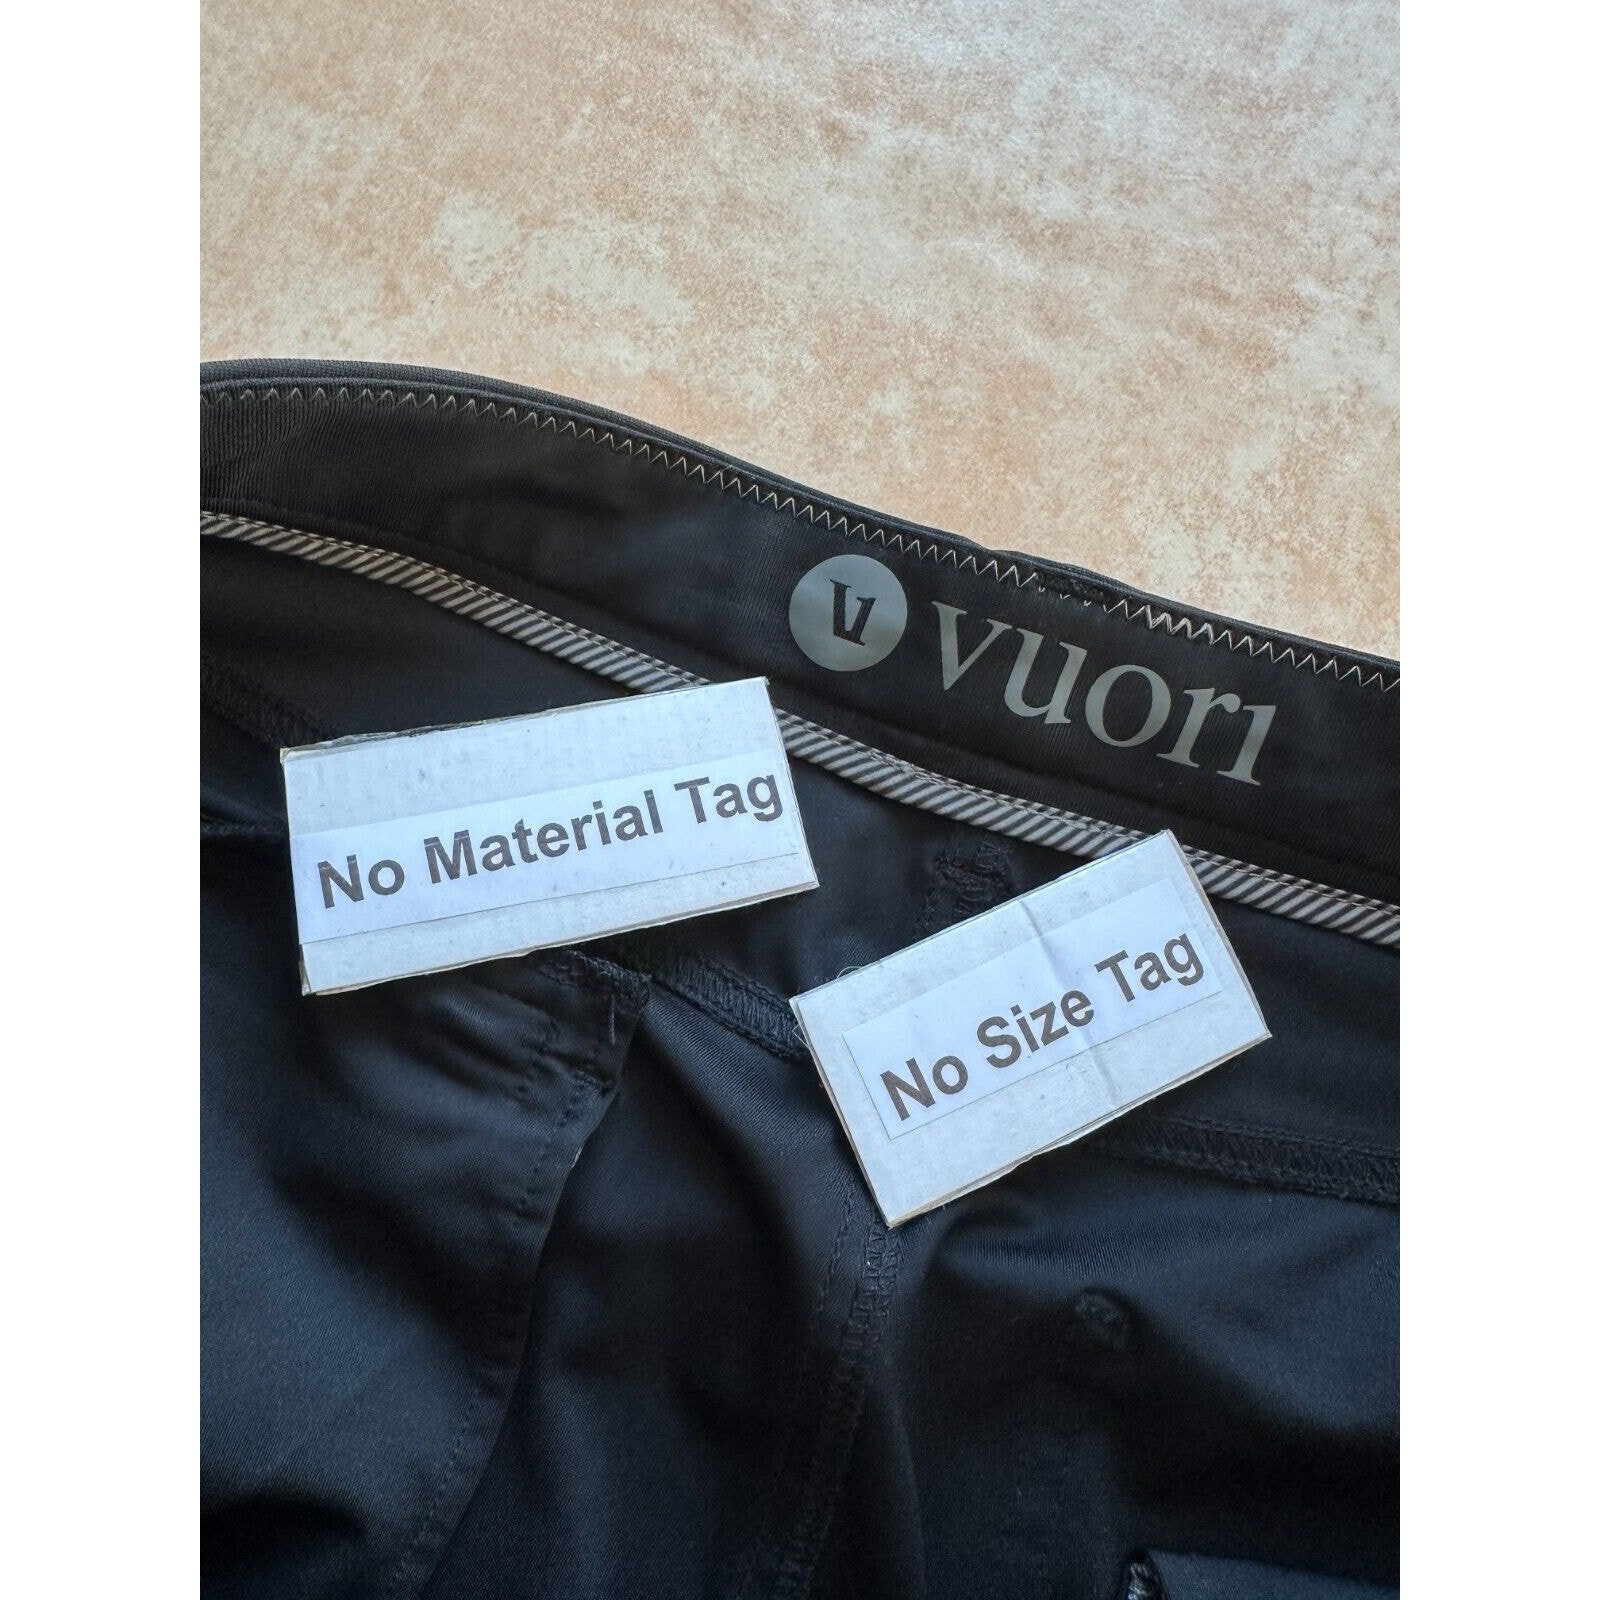 V vuori
No Material Tag
No Size Tag